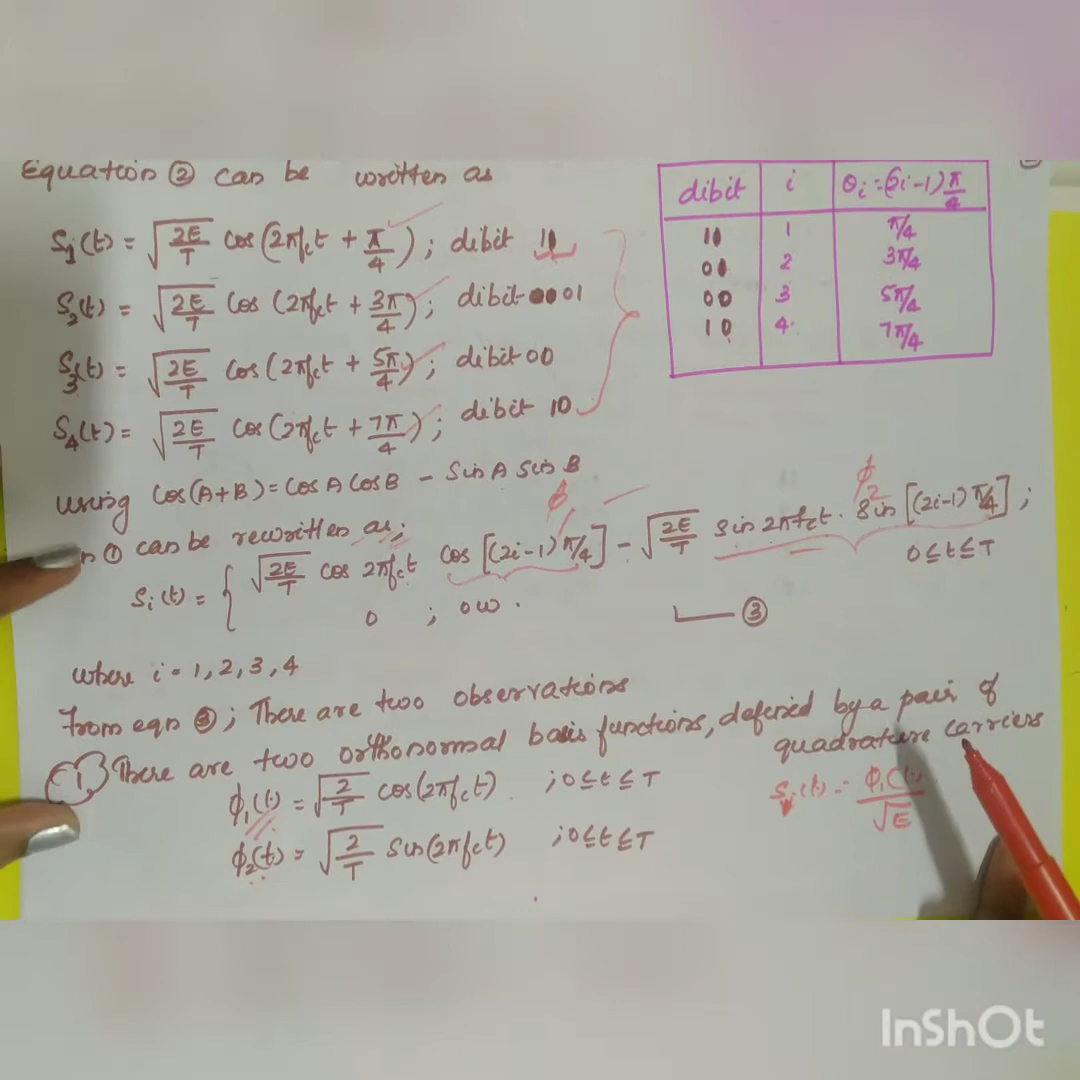 Equation ② can be written as
S1(t) = √(2E/T) cos(2πfct + π/4) ; dibit 11
S2(t) = √(2E/T) cos(2πfct + 3π/4) ; dibit 01
S3(t) = √(2E/T) cos(2πfct + 5π/4) ; dibit 00
S4(t) = √(2E/T) cos(2πfct + 7π/4) ; dibit 10
dibit i θi = (2i-1)π/4
1 π/4
01 2 3π/4
00 3 5π/4
10 4 7π/4
using cos(A+B) = cos A cos B - sin A sin B
n ① can be rewritten as,
ϕ ϕ2
Si(t) = { √(2E/T) cos 2πfct cos[(2i-1)π/4] - √(2E/T) sin 2πfct . sin[(2i-1)π/4] ; 0≤t≤T
0 ; ow .
③
where i = 1, 2, 3, 4
From eqn ③ ; There are two observations
① There are two orthonormal basis functions, defined by a pair of
quadrature carriers
ϕ1(t) = √(2/T) cos(2πfct) ; 0≤t≤T
Si(t) = ϕ1(t)/√E
ϕ2(t) = √(2/T) sin(2πfct) ; 0≤t≤T
InShOt